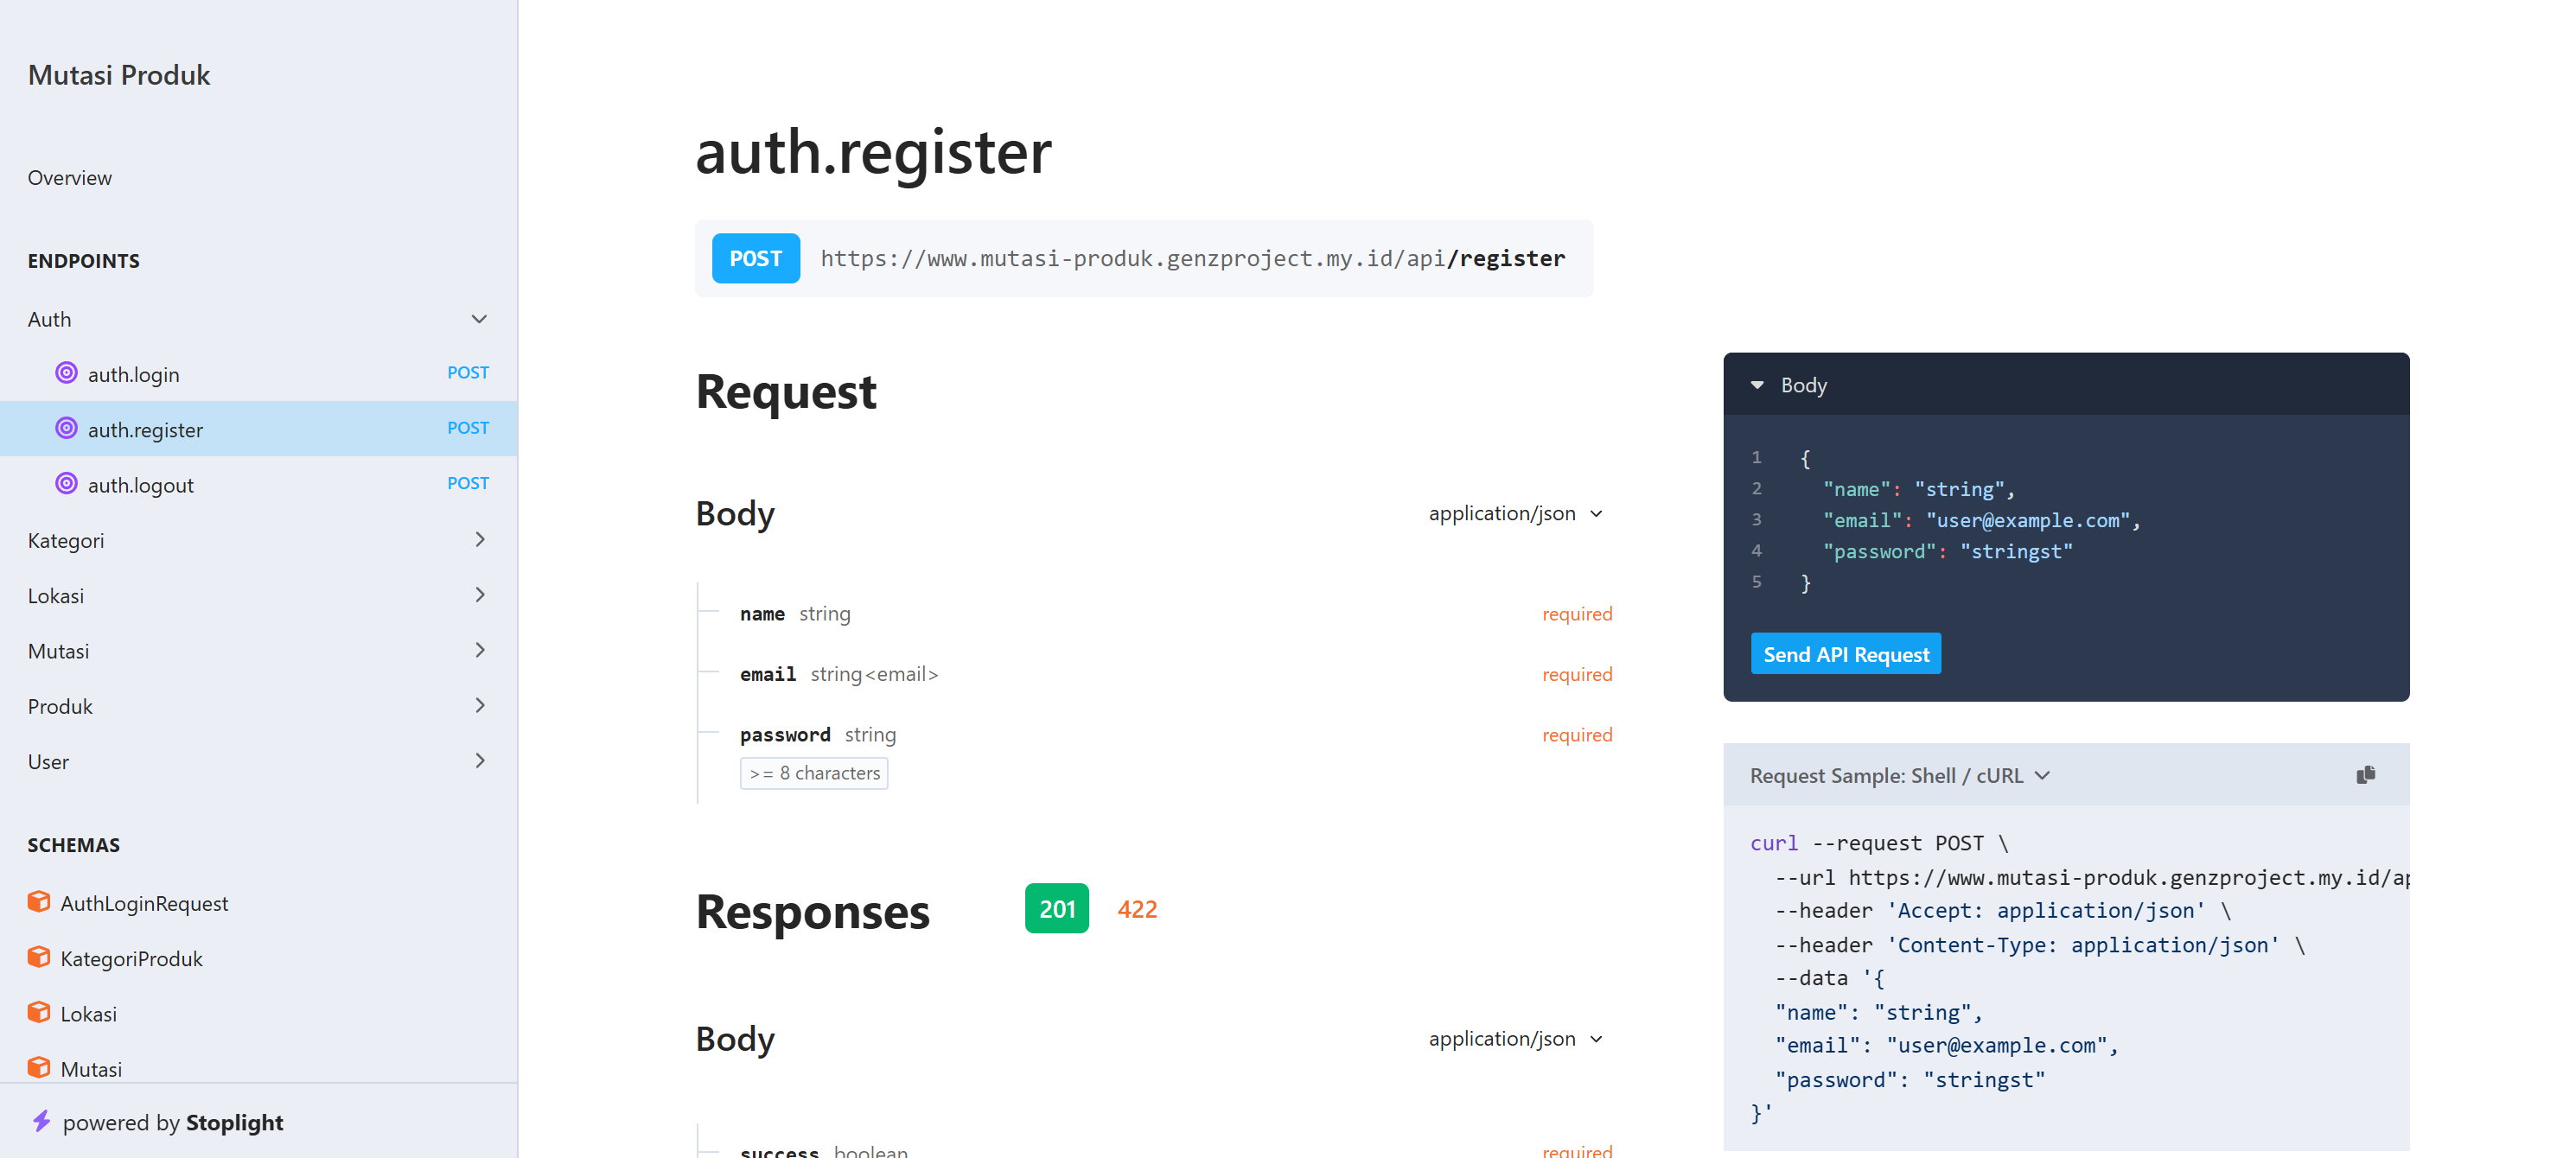 Mutasi Produk
Overview
ENDPOINTS
Auth
auth.login POST
auth.register POST
auth.logout POST
Kategori
Lokasi
Mutasi
Produk
User
SCHEMAS
AuthLoginRequest
KategoriProduk
Lokasi
Mutasi
powered by Stoplight
auth.register
POST https://www.mutasi-produk.genzproject.my.id/api/register
Request
Body application/json
name string required
email string<email> required
password string required
>= 8 characters
Responses 201 422
Body application/json
success boolean required
Body
1 {
2 "name": "string",
3 "email": "user@example.com",
4 "password": "stringst"
5 }
Send API Request
Request Sample: Shell / cURL
curl --request POST \
--url https://www.mutasi-produk.genzproject.my.id/ap
--header 'Accept: application/json' \
--header 'Content-Type: application/json' \
--data '{
"name": "string",
"email": "user@example.com",
"password": "stringst"
}'